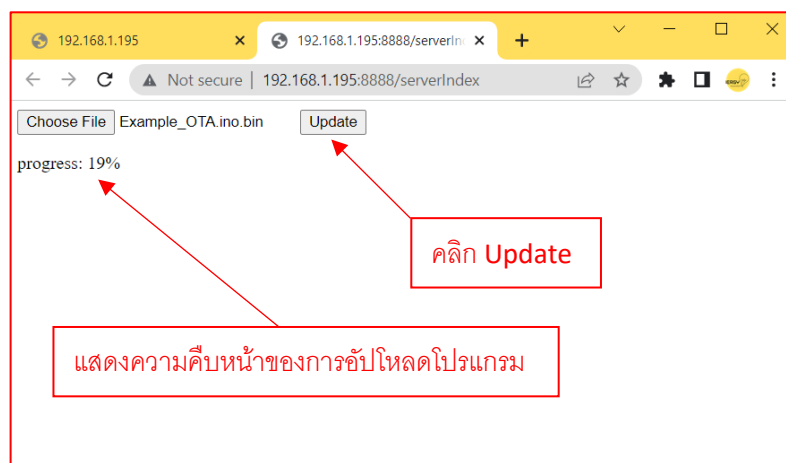 192.168.1.195
192.168.1.195:8888/serverIn
Not secure | 192.168.1.195:8888/serverIndex
Choose File Example_OTA.ino.bin Update
progress: 19%
คลิก Update
แสดงความคืบหน้าของการอัปโหลดโปรแกรม